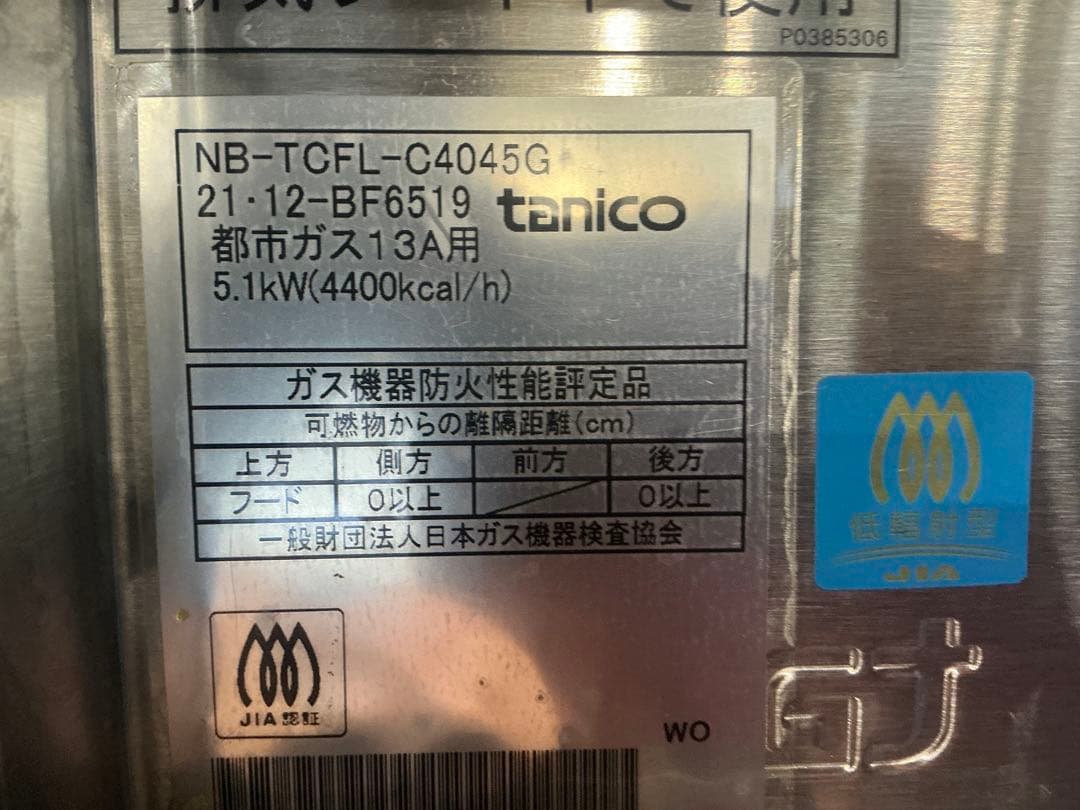 P0385306
NB-TCFL-C4045G
21・12-BF6519 tanico
都市ガス13A用
5.1kW(4400kcal/h)
ガス機器防火性能評定品
可燃物からの離隔距離(cm)
上方 側方 前方 後方
フード 0以上 0以上
一般財団法人日本ガス機器検査協会
低輻射型
JIA
JIA認証
WO